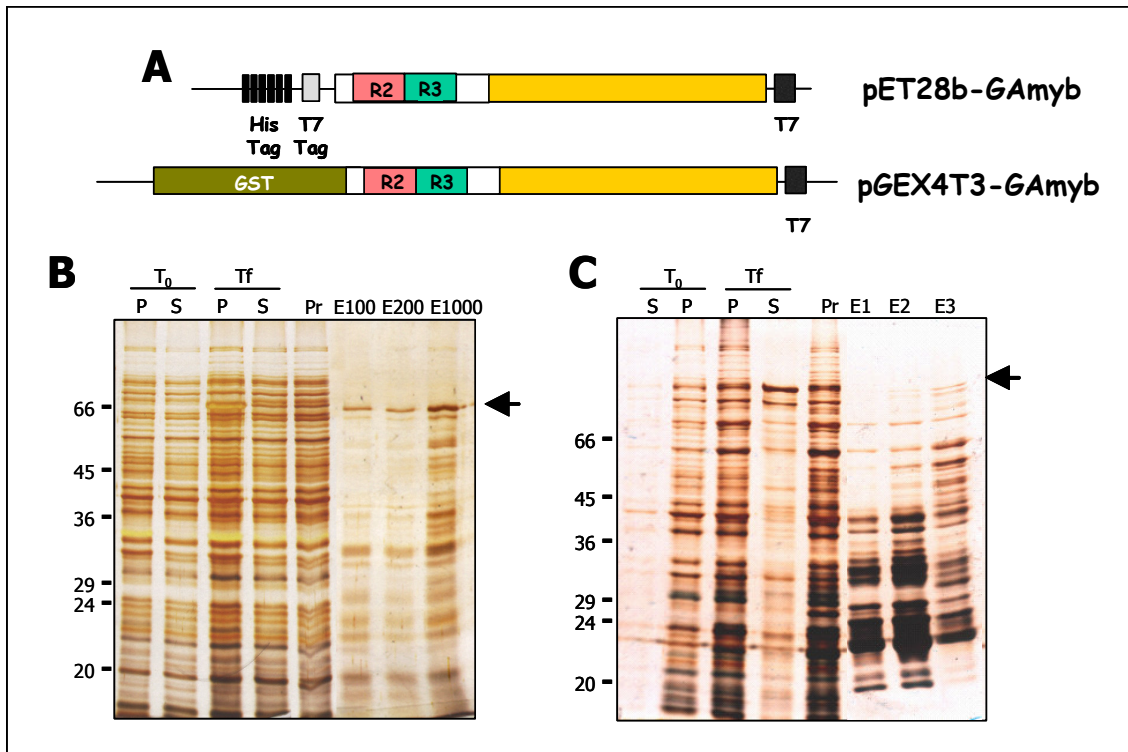 A
R2 R3
pET28b-GAmyb
His Tag
T7 Tag
T7
GST
R2 R3
pGEX4T3-GAmyb
T7
B
T0 Tf
P S P S Pr E100 E200 E1000
66
45
36
29
24
20
C
T0 Tf
S P P S Pr E1 E2 E3
66
45
36
29
24
20